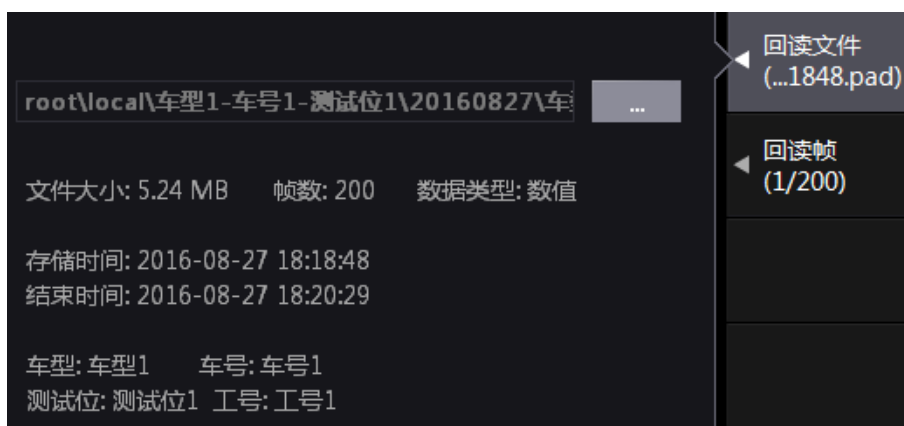 root\local\车型1-车号1-测试位1\20160827\车
...
文件大小: 5.24 MB 帧数: 200 数据类型: 数值
存储时间: 2016-08-27 18:18:48
结束时间: 2016-08-27 18:20:29
车型: 车型1 车号: 车号1
测试位: 测试位1 工号: 工号1
回读文件
(...1848.pad)
回读帧
(1/200)